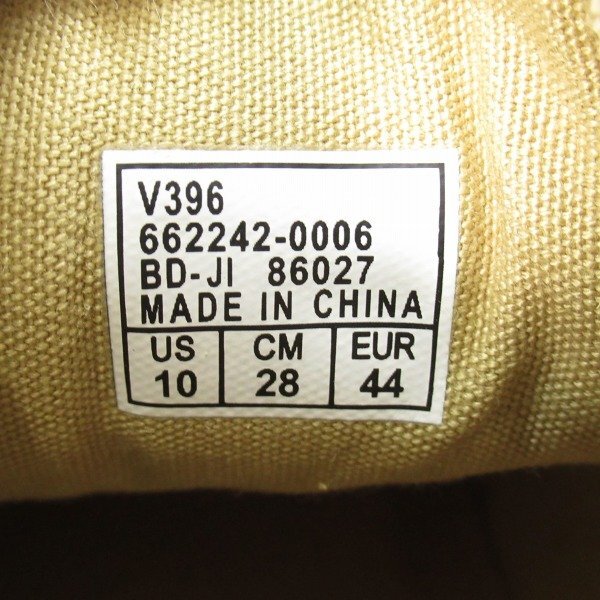 V396
662242-0006
BD-JI 86027
MADE IN CHINA
US CM EUR
10 28 44